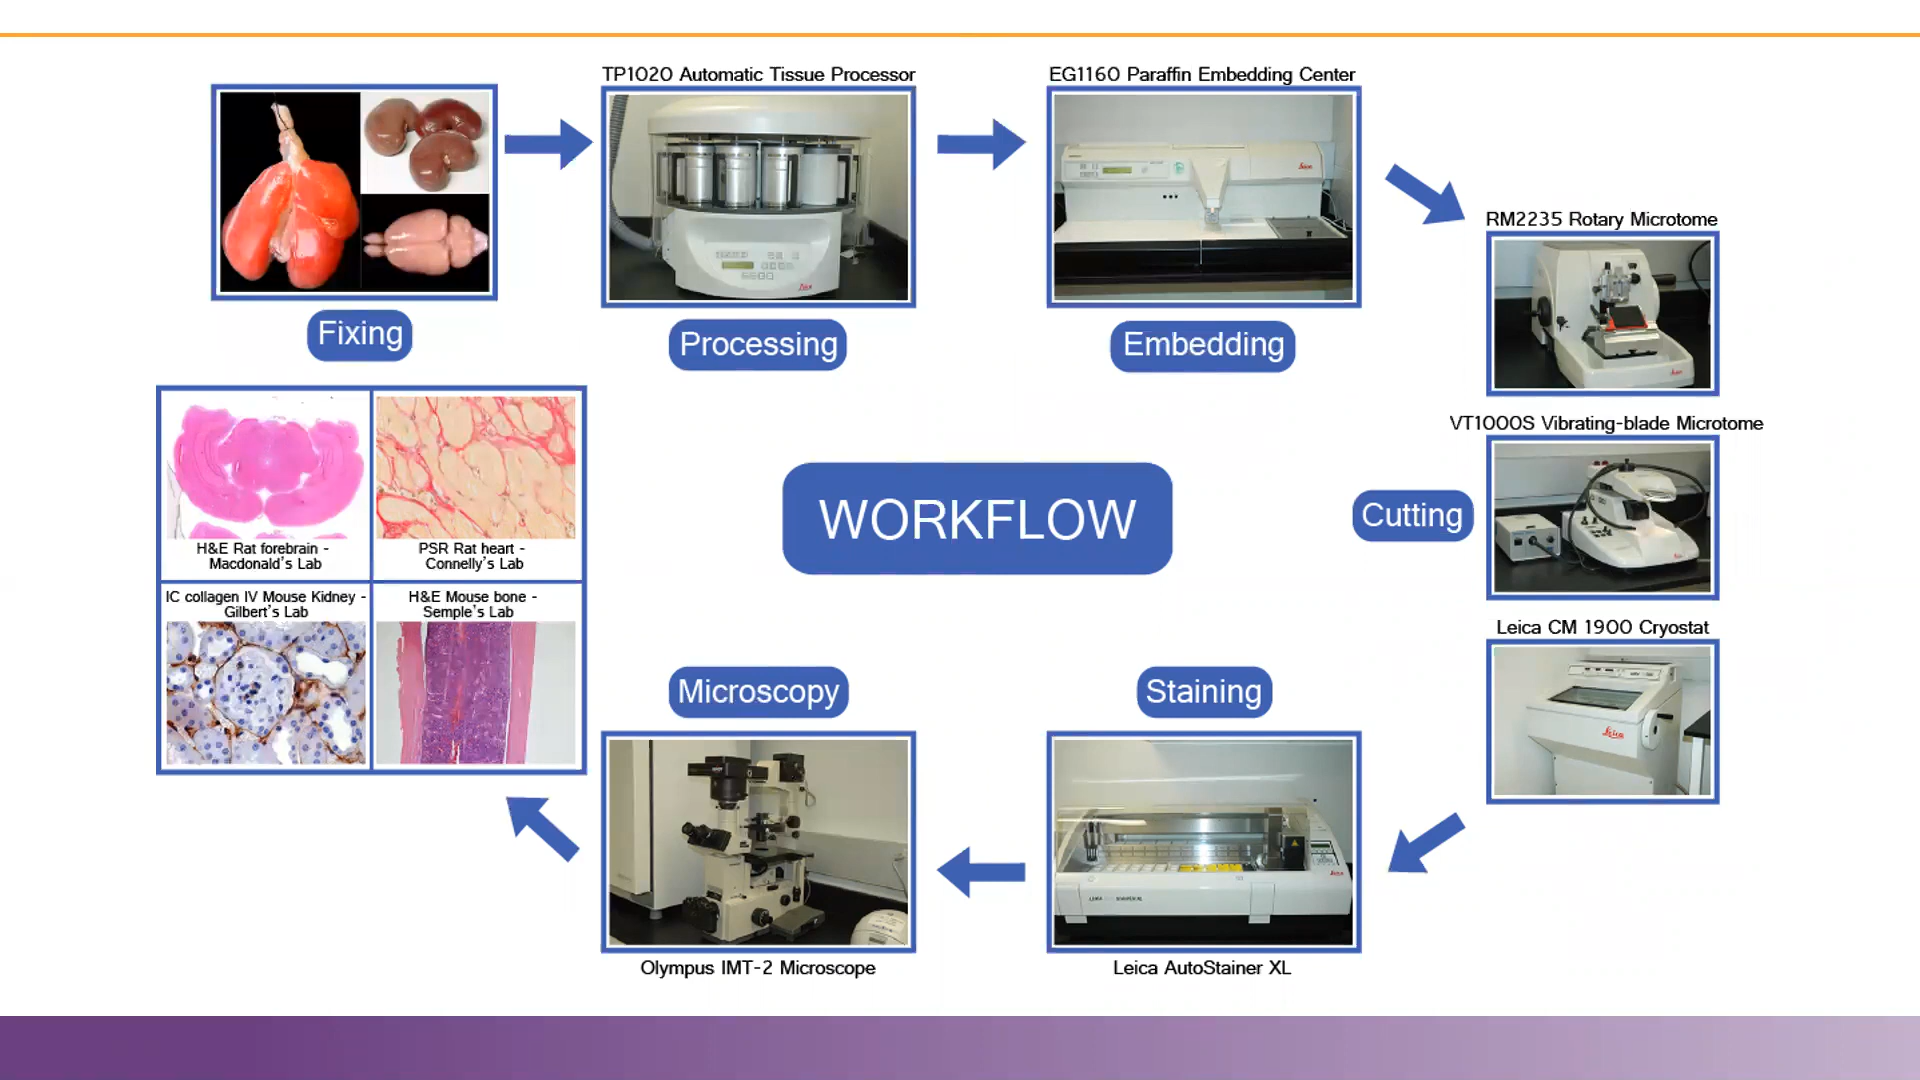 TP1020 Automatic Tissue Processor
EG1160 Paraffin Embedding Center
RM2235 Rotary Microtome
Fixing
Processing
Embedding
VT1000S Vibrating-blade Microtome
WORKFLOW
Cutting
H&E Rat forebrain -
Macdonald's Lab
PSR Rat heart -
Connelly's Lab
IC collagen IV Mouse Kidney -
Gilbert's Lab
H&E Mouse bone -
Semple's Lab
Leica CM 1900 Cryostat
Leica
Microscopy
Staining
Olympus IMT-2 Microscope
Leica AutoStainer XL